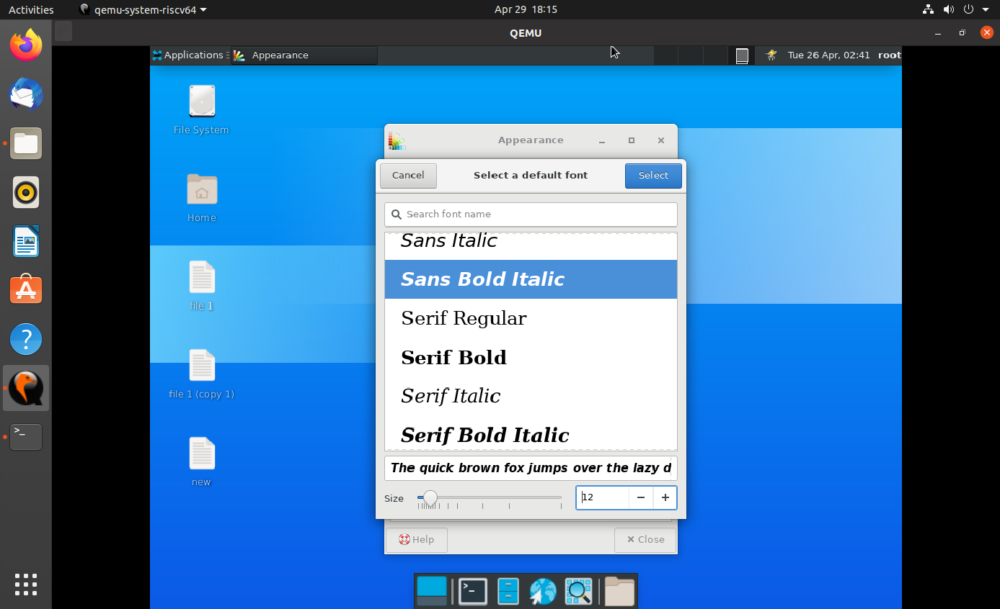 Activities
qemu-system-riscv64
Apr 29 18:15
QEMU
Applications
Appearance
Tue 26 Apr, 02:41
root
File System
Home
file 1
file 1 (copy 1)
new
Appearance
Cancel
Select a default font
Select
Search font name
Sans Italic
Sans Bold Italic
Serif Regular
Serif Bold
Serif Italic
Serif Bold Italic
The quick brown fox jumps over the lazy d
Size
12
Help
Close